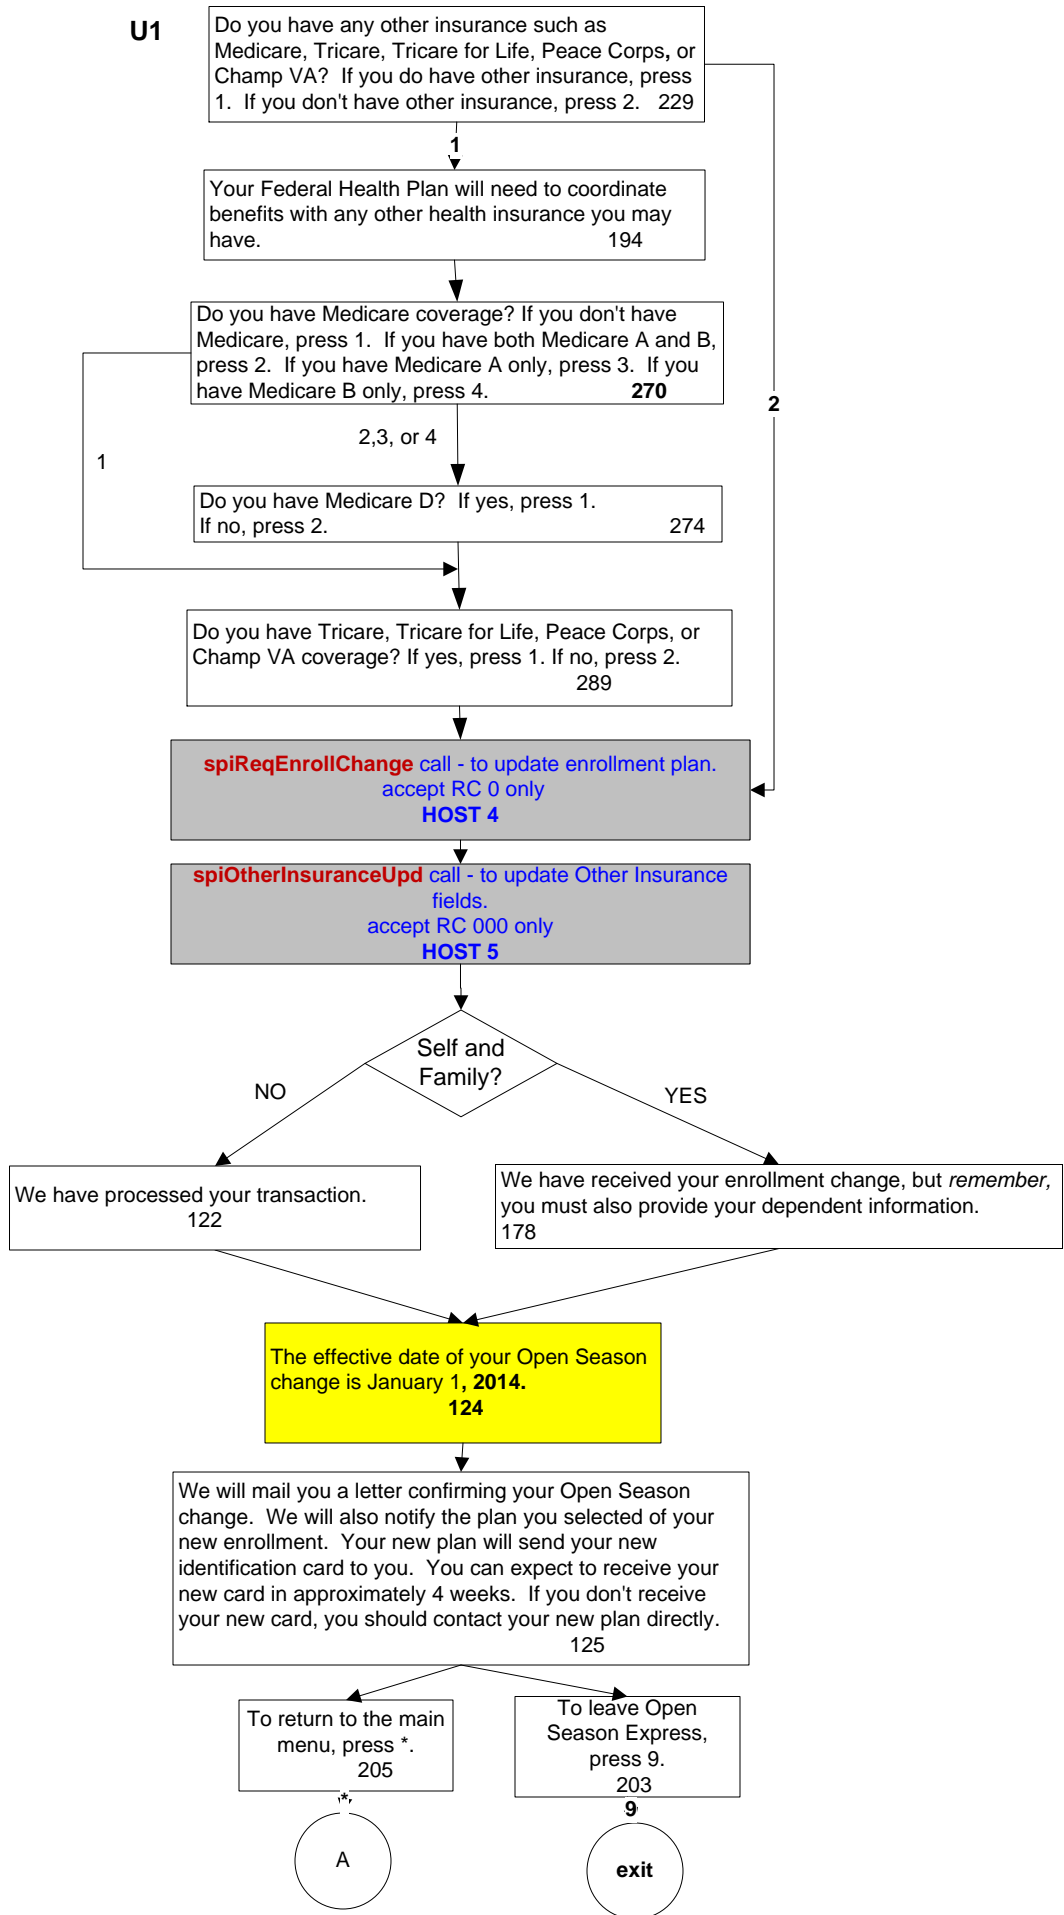 U1
Do you have any other insurance such as
Medicare, Tricare, Tricare for Life, Peace Corps, or
Champ VA? If you do have other insurance, press
1. If you don't have other insurance, press 2. 229
1
Your Federal Health Plan will need to coordinate
benefits with any other health insurance you may
have. 194
Do you have Medicare coverage? If you don't have
Medicare, press 1. If you have both Medicare A and B,
press 2. If you have Medicare A only, press 3. If you
have Medicare B only, press 4. 270
2
2,3, or 4
1
Do you have Medicare D? If yes, press 1.
If no, press 2. 274
Do you have Tricare, Tricare for Life, Peace Corps, or
Champ VA coverage? If yes, press 1. If no, press 2.
289
spiReqEnrollChange call - to update enrollment plan.
accept RC 0 only
HOST 4
spiOtherInsuranceUpd call - to update Other Insurance
fields.
accept RC 000 only
HOST 5
Self and
Family?
NO
YES
We have processed your transaction.
122
We have received your enrollment change, but remember,
you must also provide your dependent information.
178
The effective date of your Open Season
change is January 1, 2014.
124
We will mail you a letter confirming your Open Season
change. We will also notify the plan you selected of your
new enrollment. Your new plan will send your new
identification card to you. You can expect to receive your
new card in approximately 4 weeks. If you don't receive
your new card, you should contact your new plan directly.
125
To return to the main
menu, press *.
205
*
A
To leave Open
Season Express,
press 9.
203
9
exit